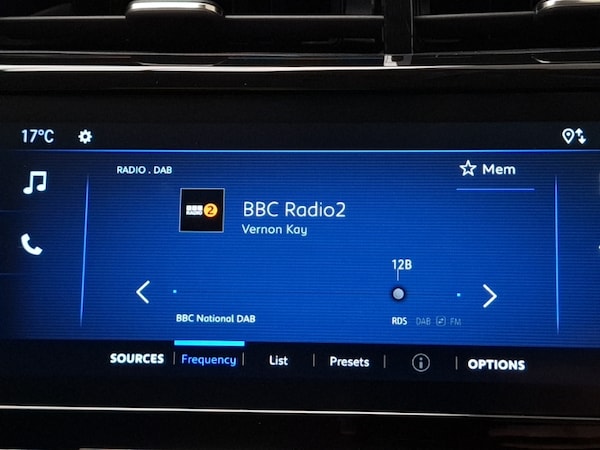 17°C
RADIO . DAB
Mem
BBC Radio2
Vernon Kay
12B
BBC National DAB
RDS DAB FM
SOURCES Frequency List Presets OPTIONS